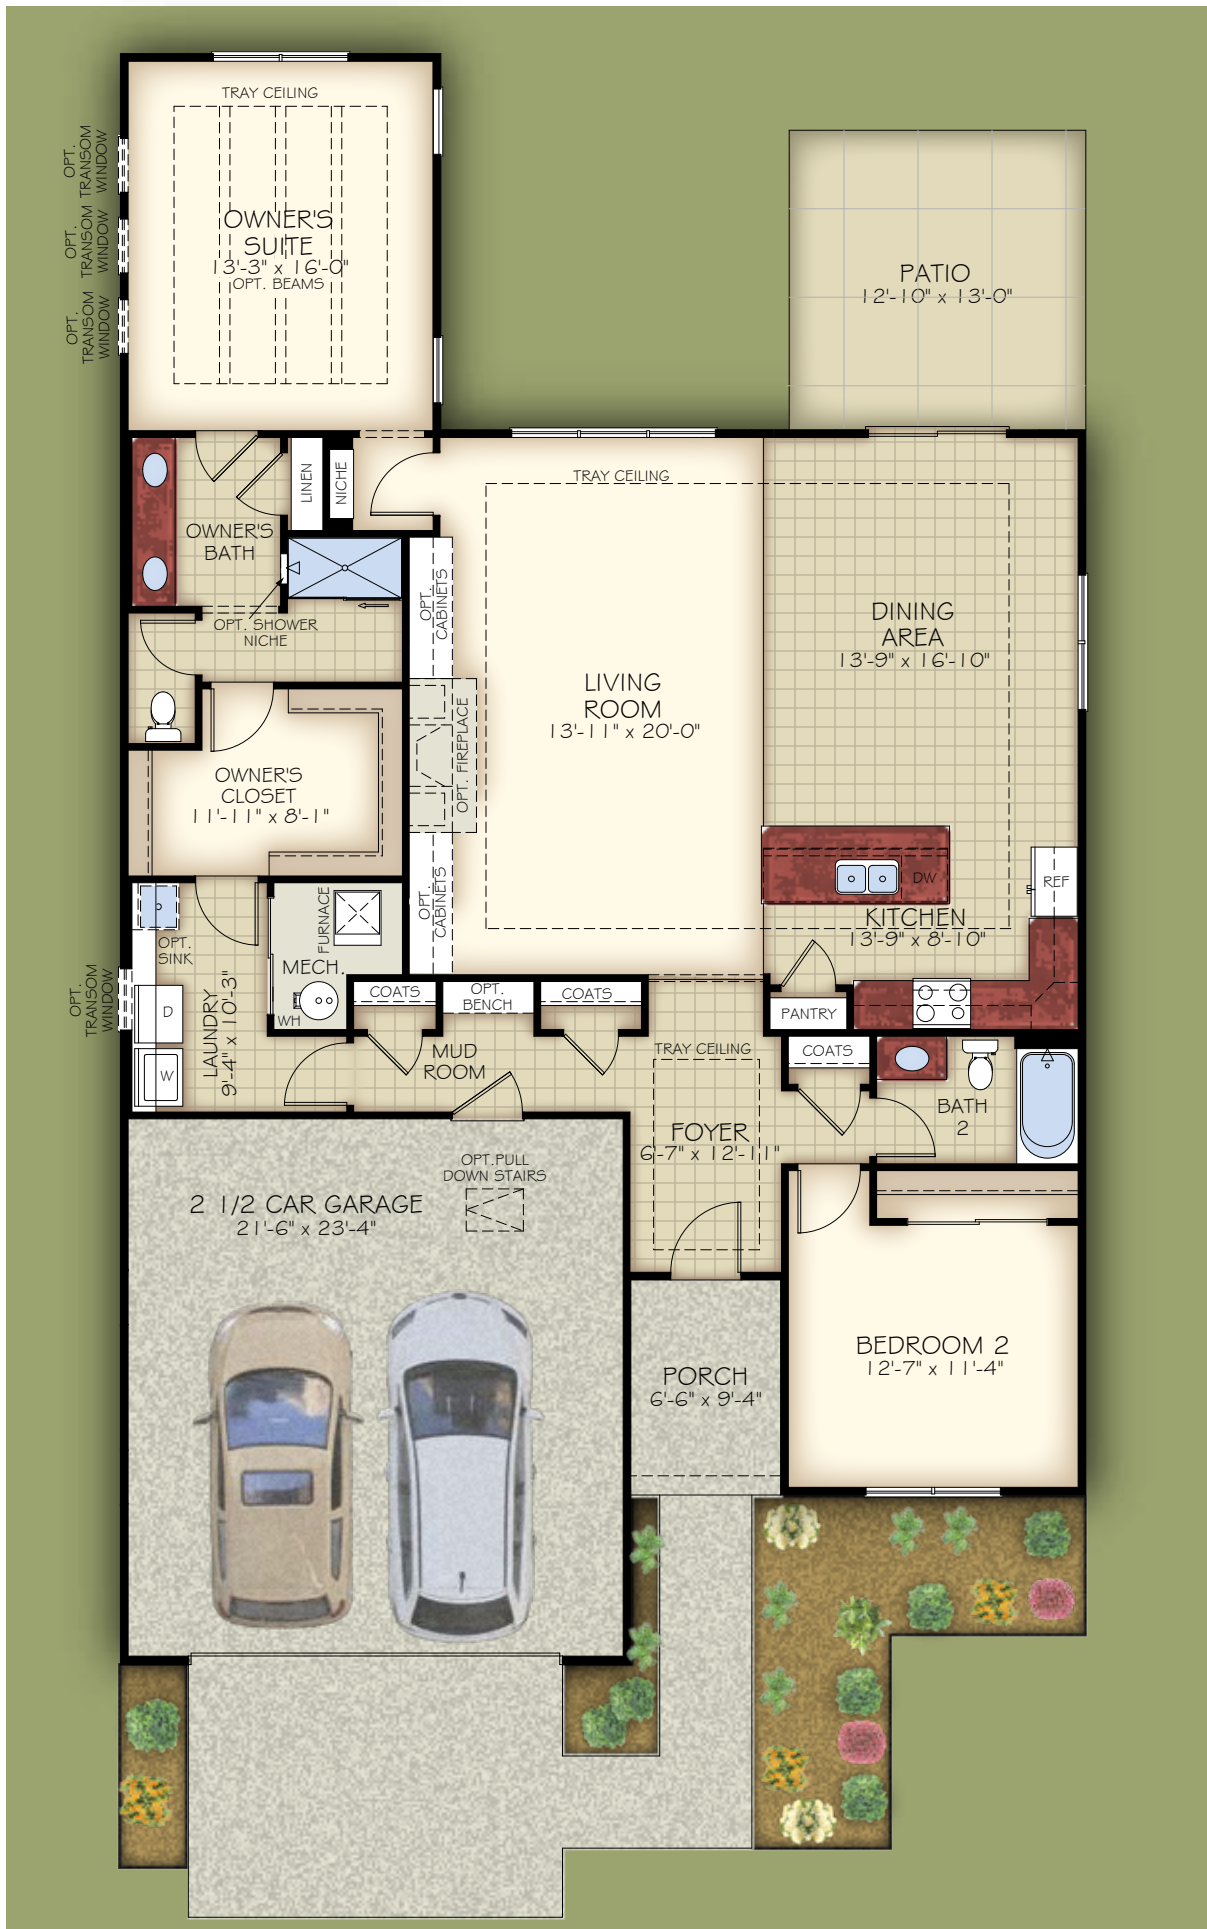 TRAY CEILING
OWNER'S
SUITE
13'-3" x 16'-0"
OPT. BEAMS
OPT.
TRANSOM
WINDOW
OPT.
TRANSOM
WINDOW
OPT.
TRANSOM
WINDOW
PATIO
12'-10" x 13'-0"
LINEN
NICHE
OWNER'S
BATH
OPT. SHOWER
NICHE
TRAY CEILING
OPT.
CABINETS
OPT. FIREPLACE
OPT.
CABINETS
LIVING
ROOM
13'-11" x 20'-0"
DINING
AREA
13'-9" x 16'-10"
OWNER'S
CLOSET
11'-11" x 8'-1"
DW
REF
KITCHEN
13'-9" x 8'-10"
PANTRY
OPT.
SINK
OPT.
TRANSOM
WINDOW
D
W
LAUNDRY
9'-4" x 10'-3"
FURNACE
MECH.
WH
COATS
OPT.
BENCH
COATS
MUD
ROOM
TRAY CEILING
FOYER
6'-7" x 12'-11"
COATS
BATH
2
OPT.PULL
DOWN STAIRS
2 1/2 CAR GARAGE
21'-6" x 23'-4"
PORCH
6'-6" x 9'-4"
BEDROOM 2
12'-7" x 11'-4"